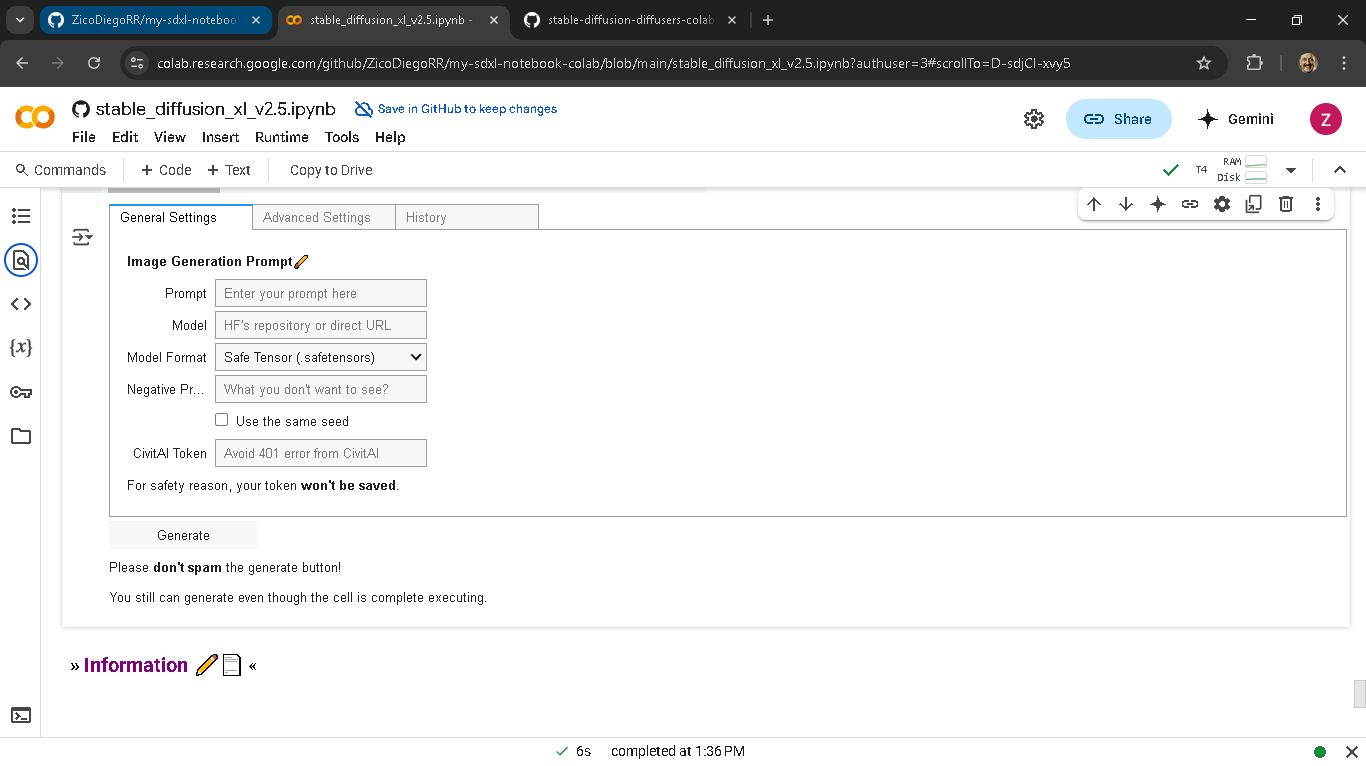 ZicoDiegoRR/my-sdxl-noteboo
stable_diffusion_xl_v2.5.ipynb -
stable-diffusion-diffusers-colab
colab.research.google.com/github/ZicoDiegoRR/my-sdxl-notebook-colab/blob/main/stable_diffusion_xl_v2.5.ipynb?authuser=3#scrollTo=D-sdjCI-xvy5
stable_diffusion_xl_v2.5.ipynb
Save in GitHub to keep changes
File Edit View Insert Runtime Tools Help
Share
Gemini
Z
Commands
+ Code + Text
Copy to Drive
T4
RAM
Disk
General Settings
Advanced Settings
History
Image Generation Prompt
Prompt
Enter your prompt here
Model
HF's repository or direct URL
Model Format
Safe Tensor (.safetensors)
Negative Pr...
What you don't want to see?
Use the same seed
CivitAI Token
Avoid 401 error from CivitAI
For safety reason, your token won't be saved.
Generate
Please don't spam the generate button!
You still can generate even though the cell is complete executing.
» Information «
6s completed at 1:36 PM